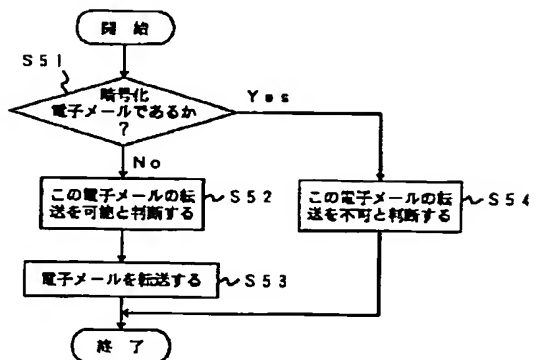 開 始
S51
暗号化
電子メールであるか
?
Yes
No
この電子メールの転
送を可能と判断する
S52
この電子メールの転
送を不可と判断する
S54
電子メールを転送する
S53
終 了